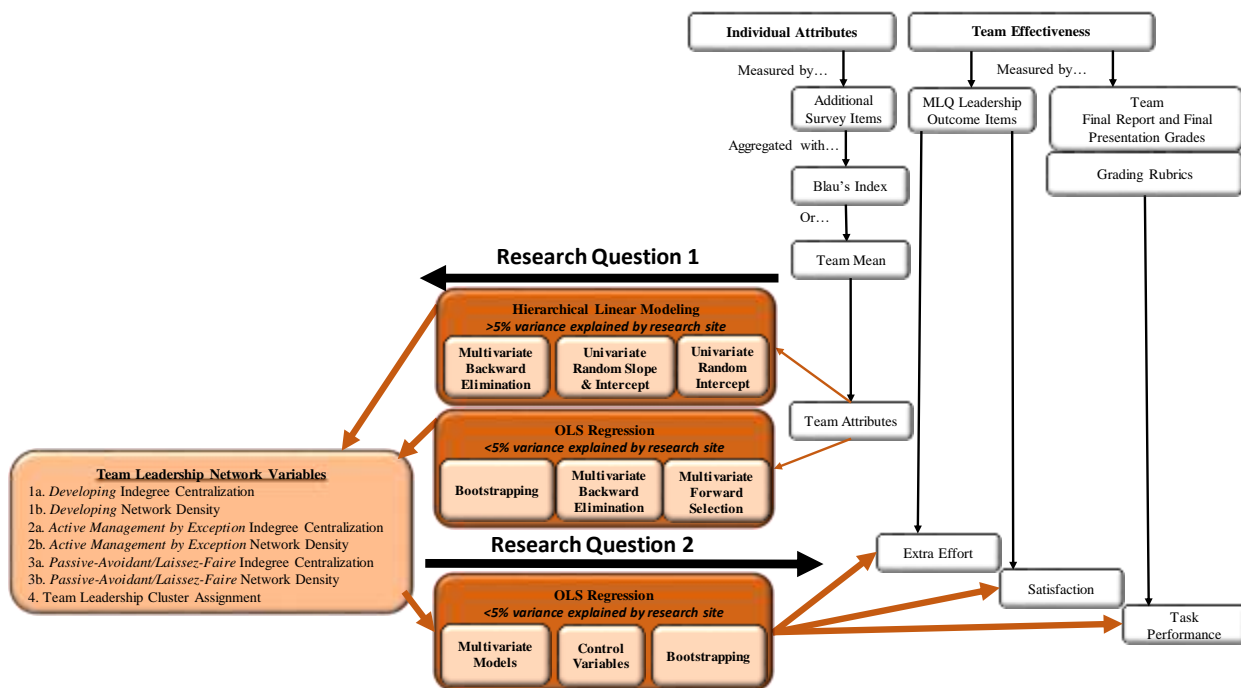 Individual Attributes
Team Effectiveness
Measured by…
Measured by…
Additional
Survey Items
MLQ Leadership
Outcome Items
Team
Final Report and Final
Presentation Grades
Aggregated with…
Grading Rubrics
Blau's Index
Or…
Team Mean
Research Question 1
Hierarchical Linear Modeling
>5% variance explained by research site
Multivariate
Backward
Elimination
Univariate
Random Slope
& Intercept
Univariate
Random
Intercept
Team Attributes
OLS Regression
<5% variance explained by research site
Bootstrapping
Multivariate
Backward
Elimination
Multivariate
Forward
Selection
Team Leadership Network Variables
1a. Developing Indegree Centralization
1b. Developing Network Density
2a. Active Management by Exception Indegree Centralization
2b. Active Management by Exception Network Density
3a. Passive-Avoidant/Laissez-Faire Indegree Centralization
3b. Passive-Avoidant/Laissez-Faire Network Density
4. Team Leadership Cluster Assignment
Research Question 2
Extra Effort
Satisfaction
Task
Performance
OLS Regression
<5% variance explained by research site
Multivariate
Models
Control
Variables
Bootstrapping